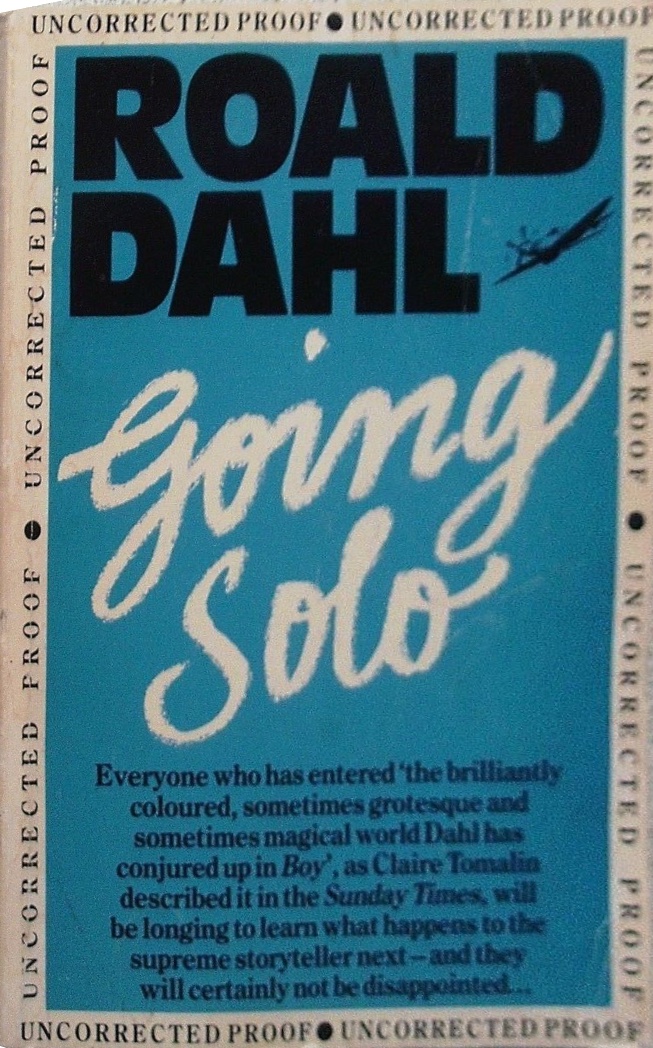 UNCORRECTED PROOF ● UNCORRECTED PROOF
UNCORRECTED PROOF ● UNCORRECTED PROOF
UNCORRECTED PROOF ● UNCORRECTED PROOF
ROALD
DAHL
Going
Solo
Everyone who has entered ‘the brilliantly
coloured, sometimes grotesque and
sometimes magical world Dahl has
conjured up in Boy’, as Claire Tomalin
described it in the Sunday Times, will
be longing to learn what happens to the
supreme storyteller next – and they
will certainly not be disappointed...
UNCORRECTED PROOF ● UNCORRECTED PROOF